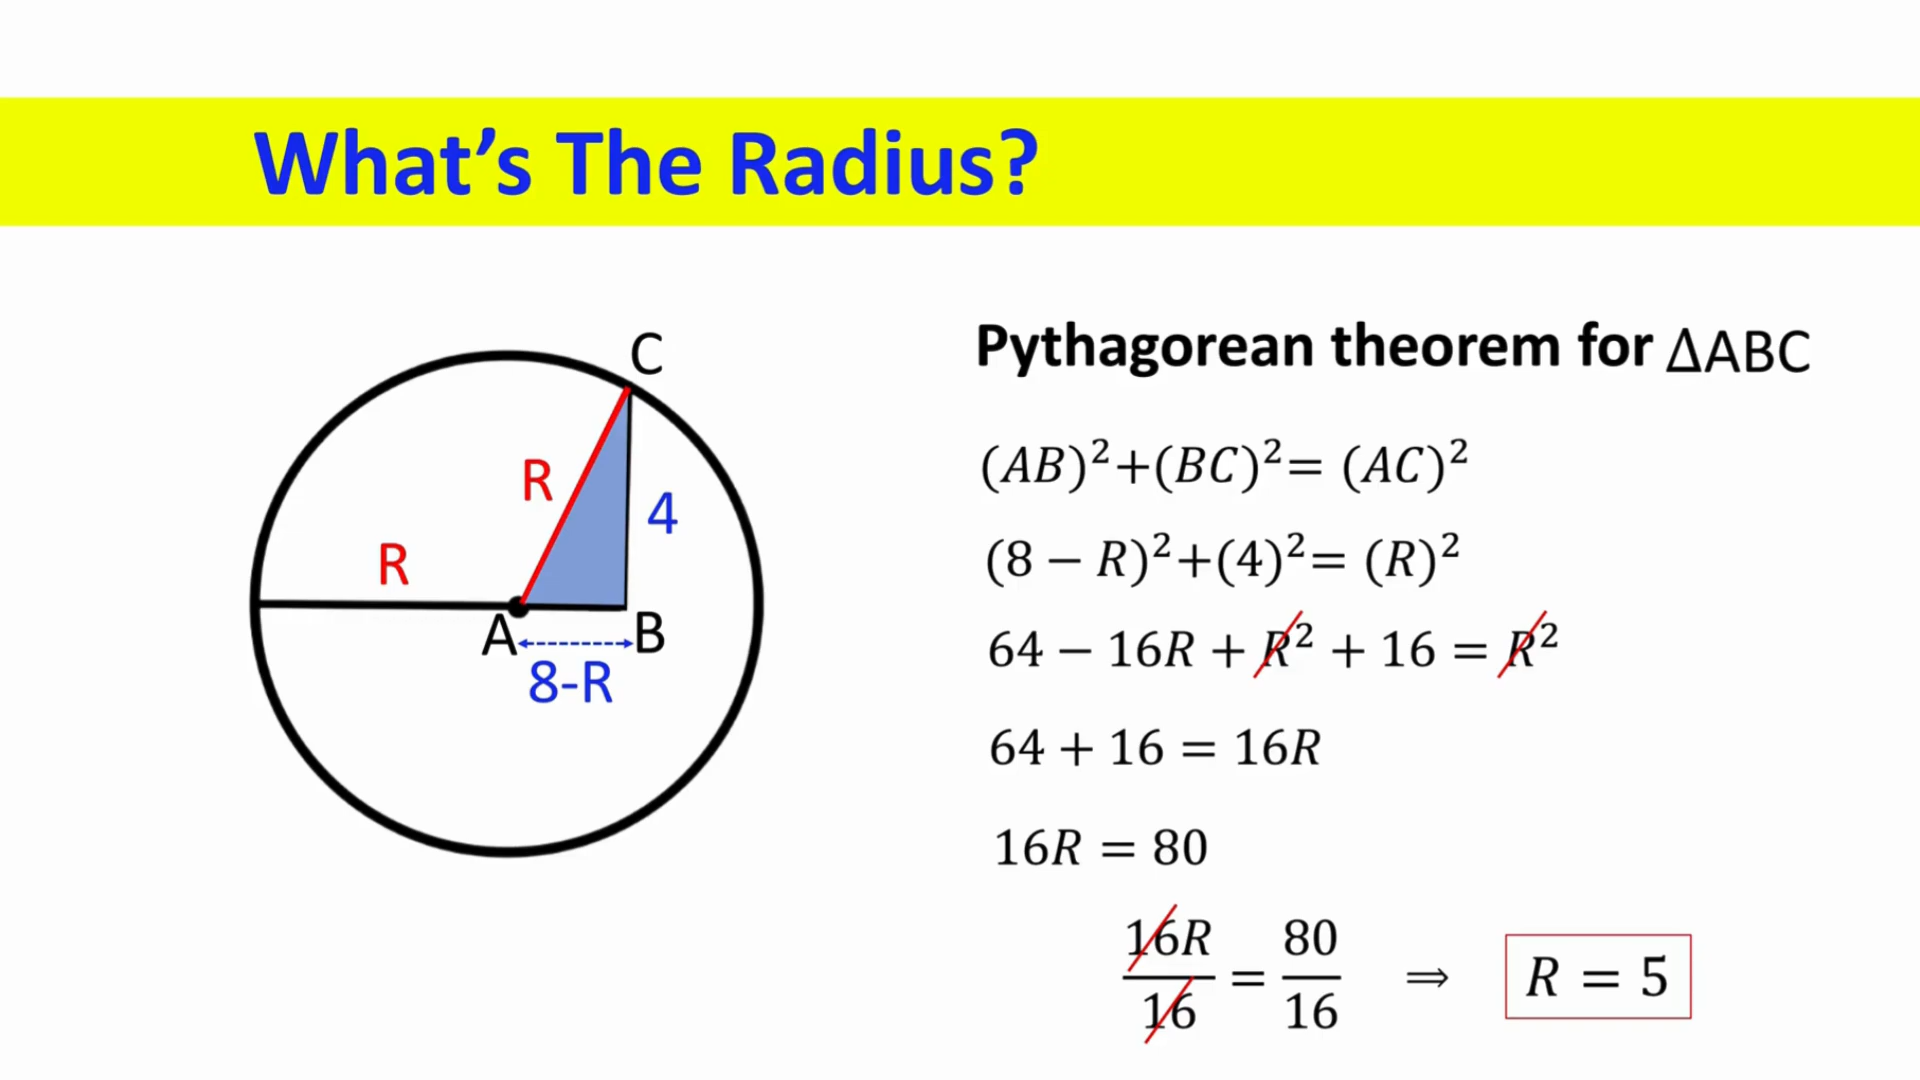 What's The Radius?
C
R
4
R
A
B
8-R
Pythagorean theorem for ΔABC
(AB)²+(BC)²= (AC)²
(8 − R)²+(4)²= (R)²
64 − 16R + R² + 16 = R²
64 + 16 = 16R
16R = 80
16R/16 = 80/16 ⇒ R = 5